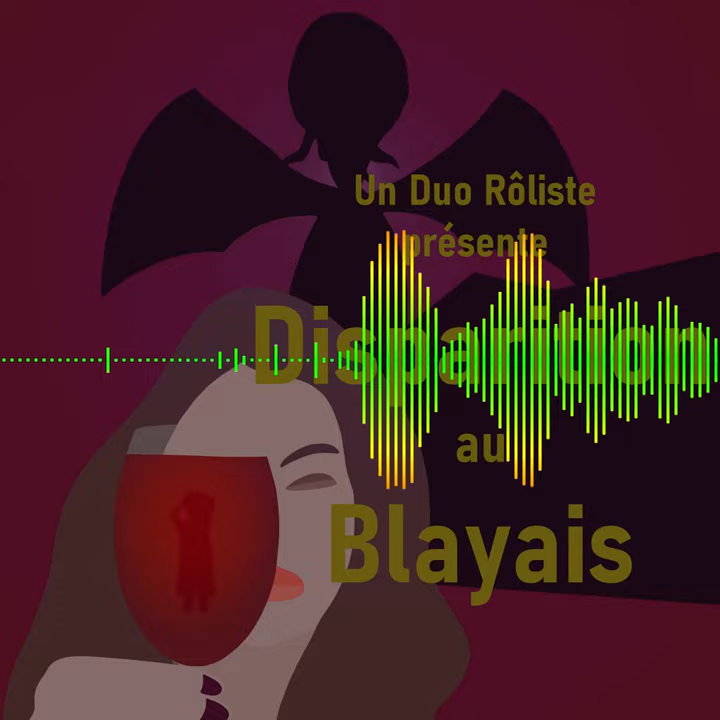 Un Duo Rôliste
présente
Disparition
au
Blayais